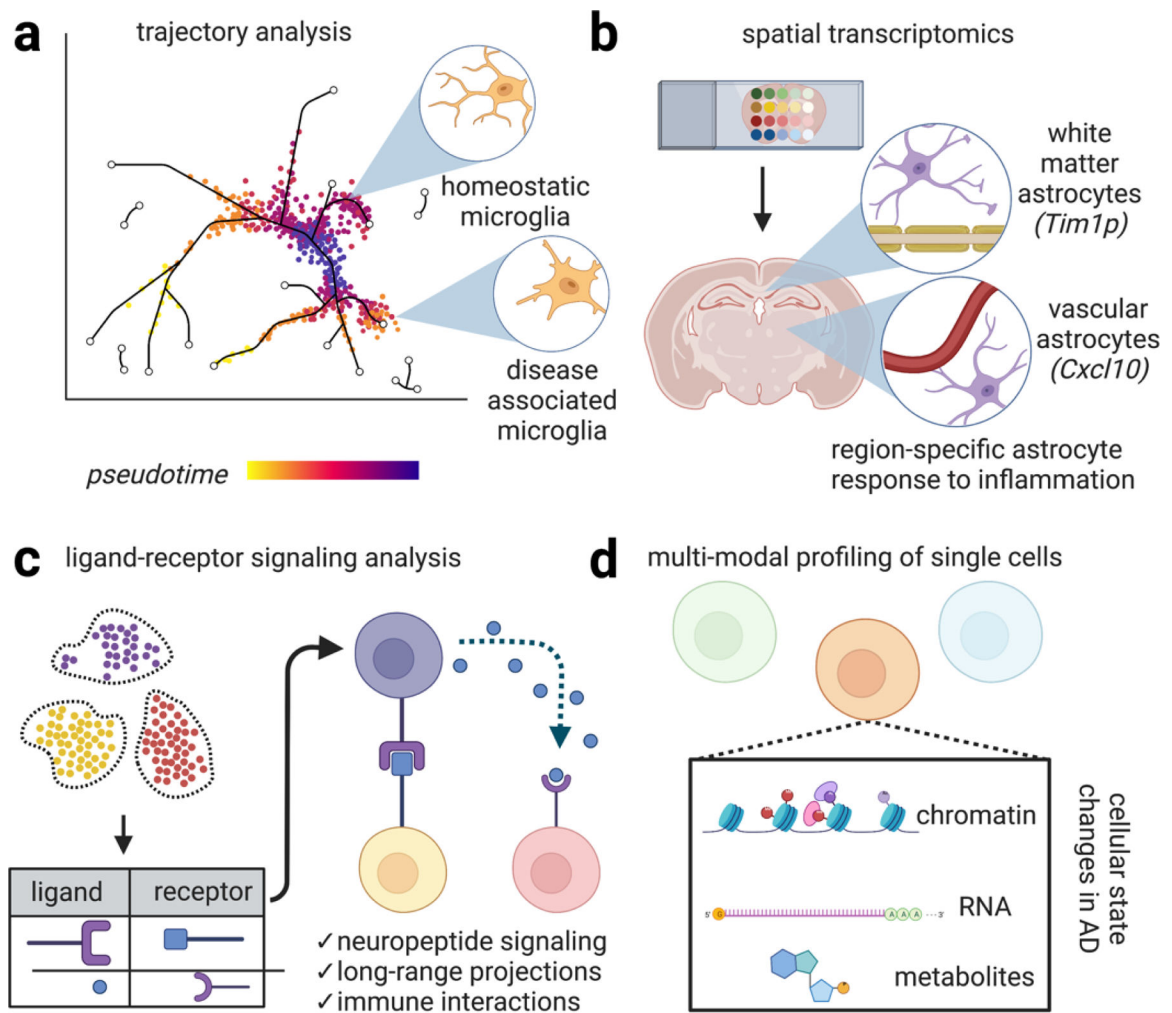 a
trajectory analysis
homeostatic
microglia
disease
associated
microglia
pseudotime
b
spatial transcriptomics
white
matter
astrocytes
(Tim1p)
vascular
astrocytes
(Cxcl10)
region-specific astrocyte
response to inflammation
c
ligand-receptor signaling analysis
ligand receptor
✓neuropeptide signaling
✓long-range projections
✓immune interactions
d
multi-modal profiling of single cells
chromatin
5' G A A A 3'
RNA
metabolites
cellular state
changes in AD